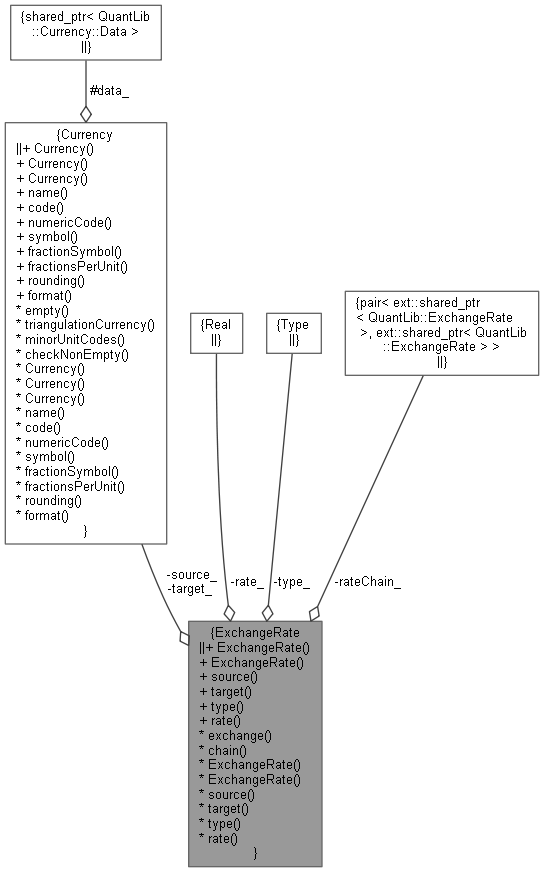 {shared_ptr< QuantLib
::Currency::Data >
||}
#data_
{Currency
||+ Currency()
+ Currency()
+ Currency()
+ name()
+ code()
+ numericCode()
+ symbol()
+ fractionSymbol()
+ fractionsPerUnit()
+ rounding()
+ format()
* empty()
* triangulationCurrency()
* minorUnitCodes()
* checkNonEmpty()
* Currency()
* Currency()
* Currency()
* name()
* code()
* numericCode()
* symbol()
* fractionSymbol()
* fractionsPerUnit()
* rounding()
* format()
}
{Real
||}
{Type
||}
{pair< ext::shared_ptr
< QuantLib::ExchangeRate
>, ext::shared_ptr< QuantLib
::ExchangeRate > >
||}
-source_
-target_
-rate_
-type_
-rateChain_
{ExchangeRate
||+ ExchangeRate()
+ ExchangeRate()
+ source()
+ target()
+ type()
+ rate()
* exchange()
* chain()
* ExchangeRate()
* ExchangeRate()
* source()
* target()
* type()
* rate()
}